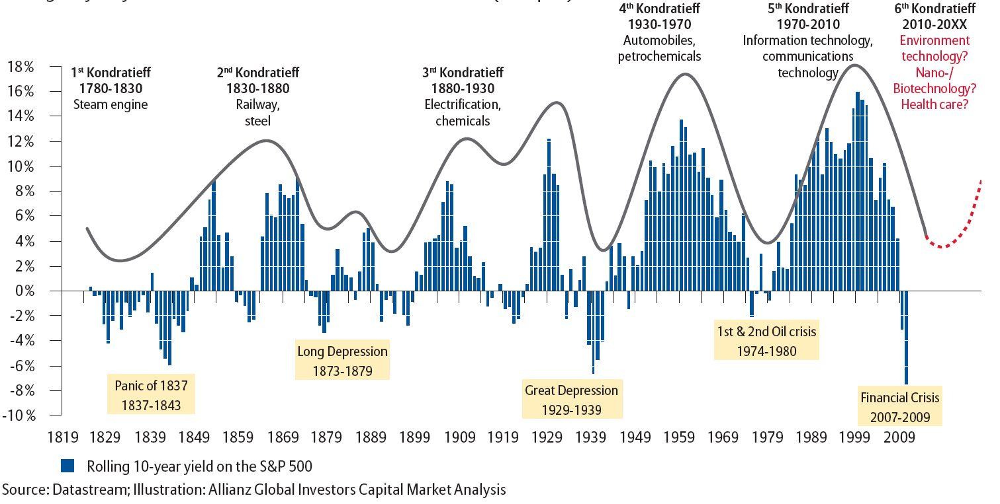 4th Kondratieff
1930-1970
Automobiles,
petrochemicals
5th Kondratieff
1970-2010
Information technology,
communications
technology
6th Kondratieff
2010-20XX
Environment
technology?
Nano-/
Biotechnology?
Health care?
1st Kondratieff
1780-1830
Steam engine
2nd Kondratieff
1830-1880
Railway,
steel
3rd Kondratieff
1880-1930
Electrification,
chemicals
18%
16%
14%
12%
10%
8%
6%
4%
2%
0%
-2%
-4%
-6%
-8%
-10%
Panic of 1837
1837-1843
Long Depression
1873-1879
Great Depression
1929-1939
1st & 2nd Oil crisis
1974-1980
Financial Crisis
2007-2009
1819 1829 1839 1849 1859 1869 1879 1889 1899 1909 1919 1929 1939 1949 1959 1969 1979 1989 1999 2009
Rolling 10-year yield on the S&P 500
Source: Datastream; Illustration: Allianz Global Investors Capital Market Analysis